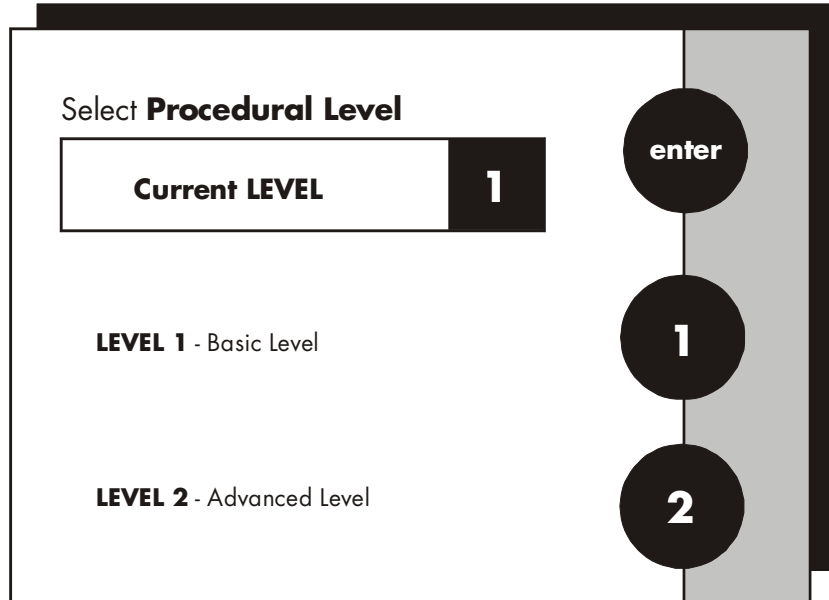 Select Procedural Level
enter
Current LEVEL 1
LEVEL 1 - Basic Level
1
LEVEL 2 - Advanced Level
2